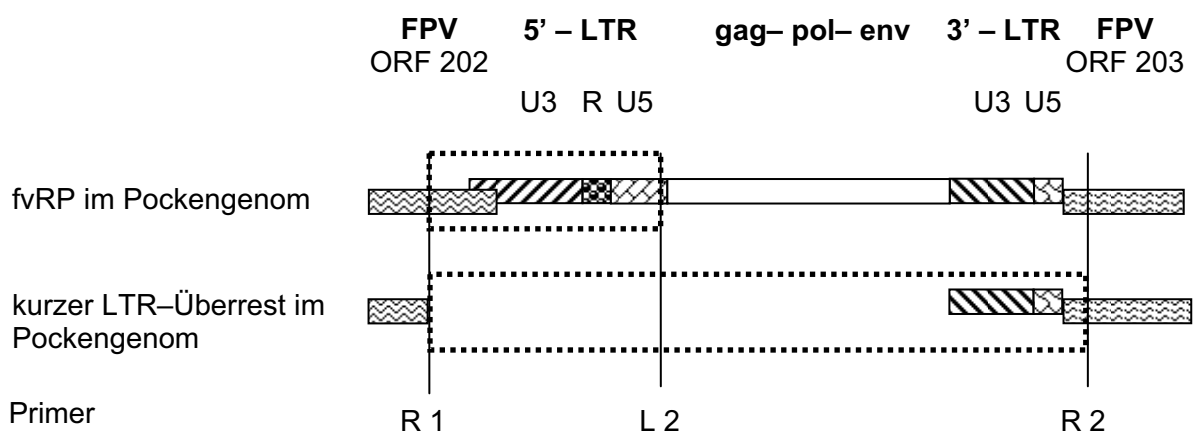 FPV 5’ – LTR gag– pol– env 3’ – LTR FPV
ORF 202 ORF 203
U3 R U5 U3 U5
fvRP im Pockengenom
kurzer LTR–Überrest im
Pockengenom
Primer R 1 L 2 R 2